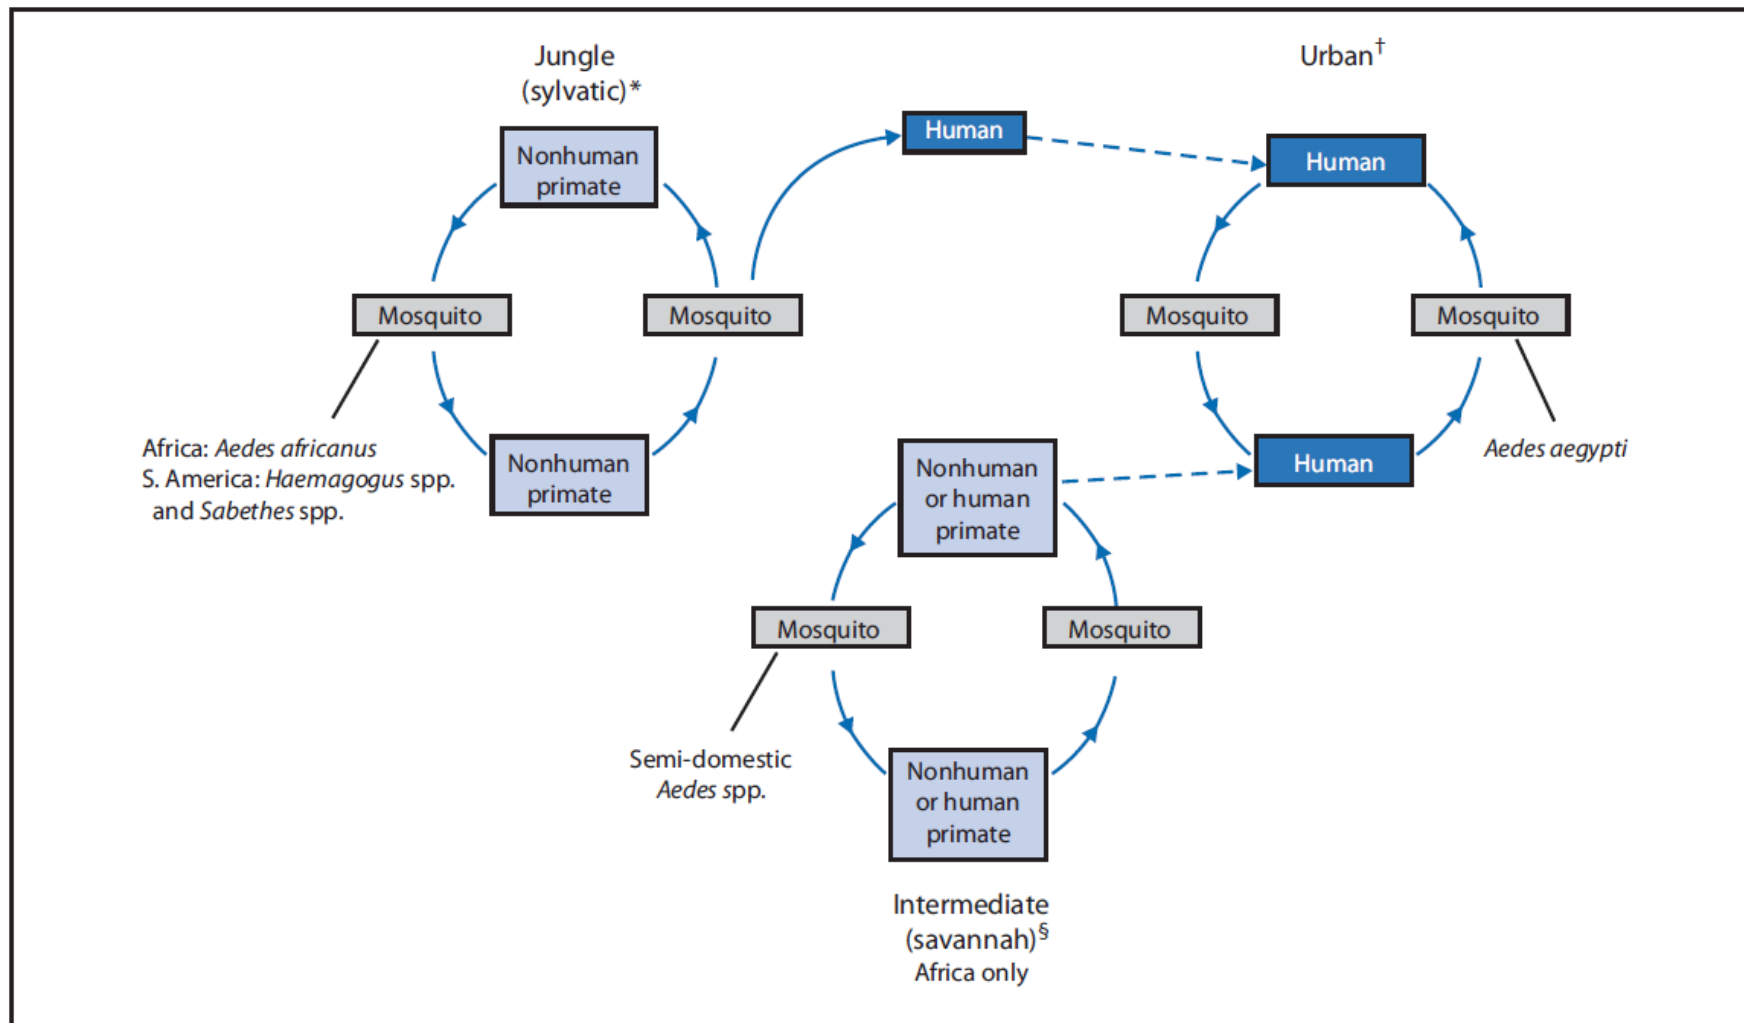 Jungle
(sylvatic)*
Urban†
Human
Nonhuman
primate
Human
Mosquito
Mosquito
Mosquito
Mosquito
Africa: Aedes africanus
S. America: Haemagogus spp.
and Sabethes spp.
Nonhuman
primate
Nonhuman
or human
primate
Human
Aedes aegypti
Mosquito
Mosquito
Semi-domestic
Aedes spp.
Nonhuman
or human
primate
Intermediate
(savannah)§
Africa only